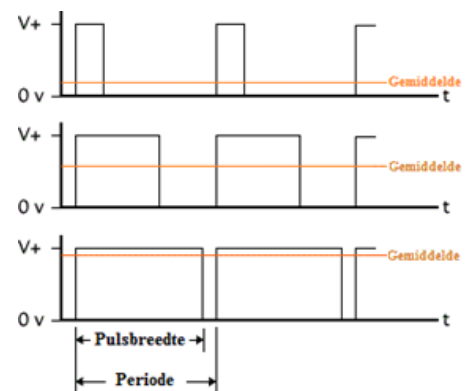 V+
Gemiddelde
0 v
t
V+
Gemiddelde
0 v
t
V+
Gemiddelde
0 v
t
Pulsbreedte
Periode